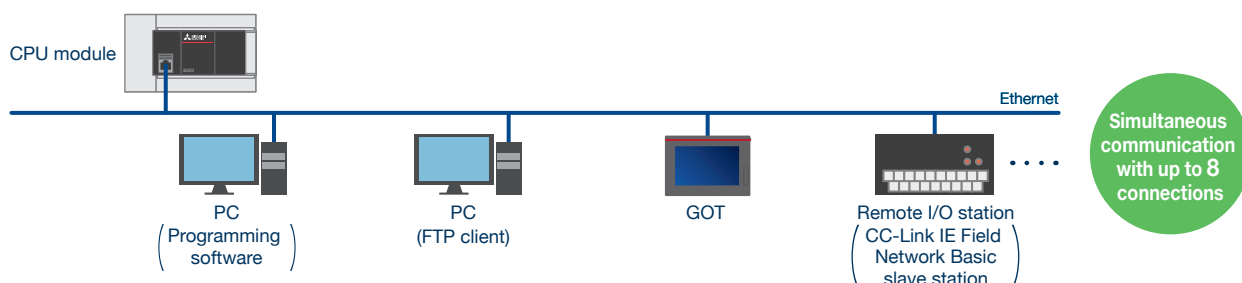 CPU module
Ethernet
Simultaneous
communication
with up to 8
connections
PC
(Programming
software)
PC
(FTP client)
GOT
Remote I/O station
(CC-Link IE Field
Network Basic
slave station)